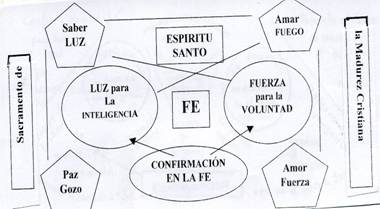 Sacramento de
Saber
LUZ
ESPIRITU
SANTO
Amar
FUEGO
LUZ para
La
INTELIGENCIA
FE
FUERZA
para la
VOLUNTAD
Paz
Gozo
CONFIRMACIÓN
EN LA FE
Amor
Fuerza
la Madurez Cristiana